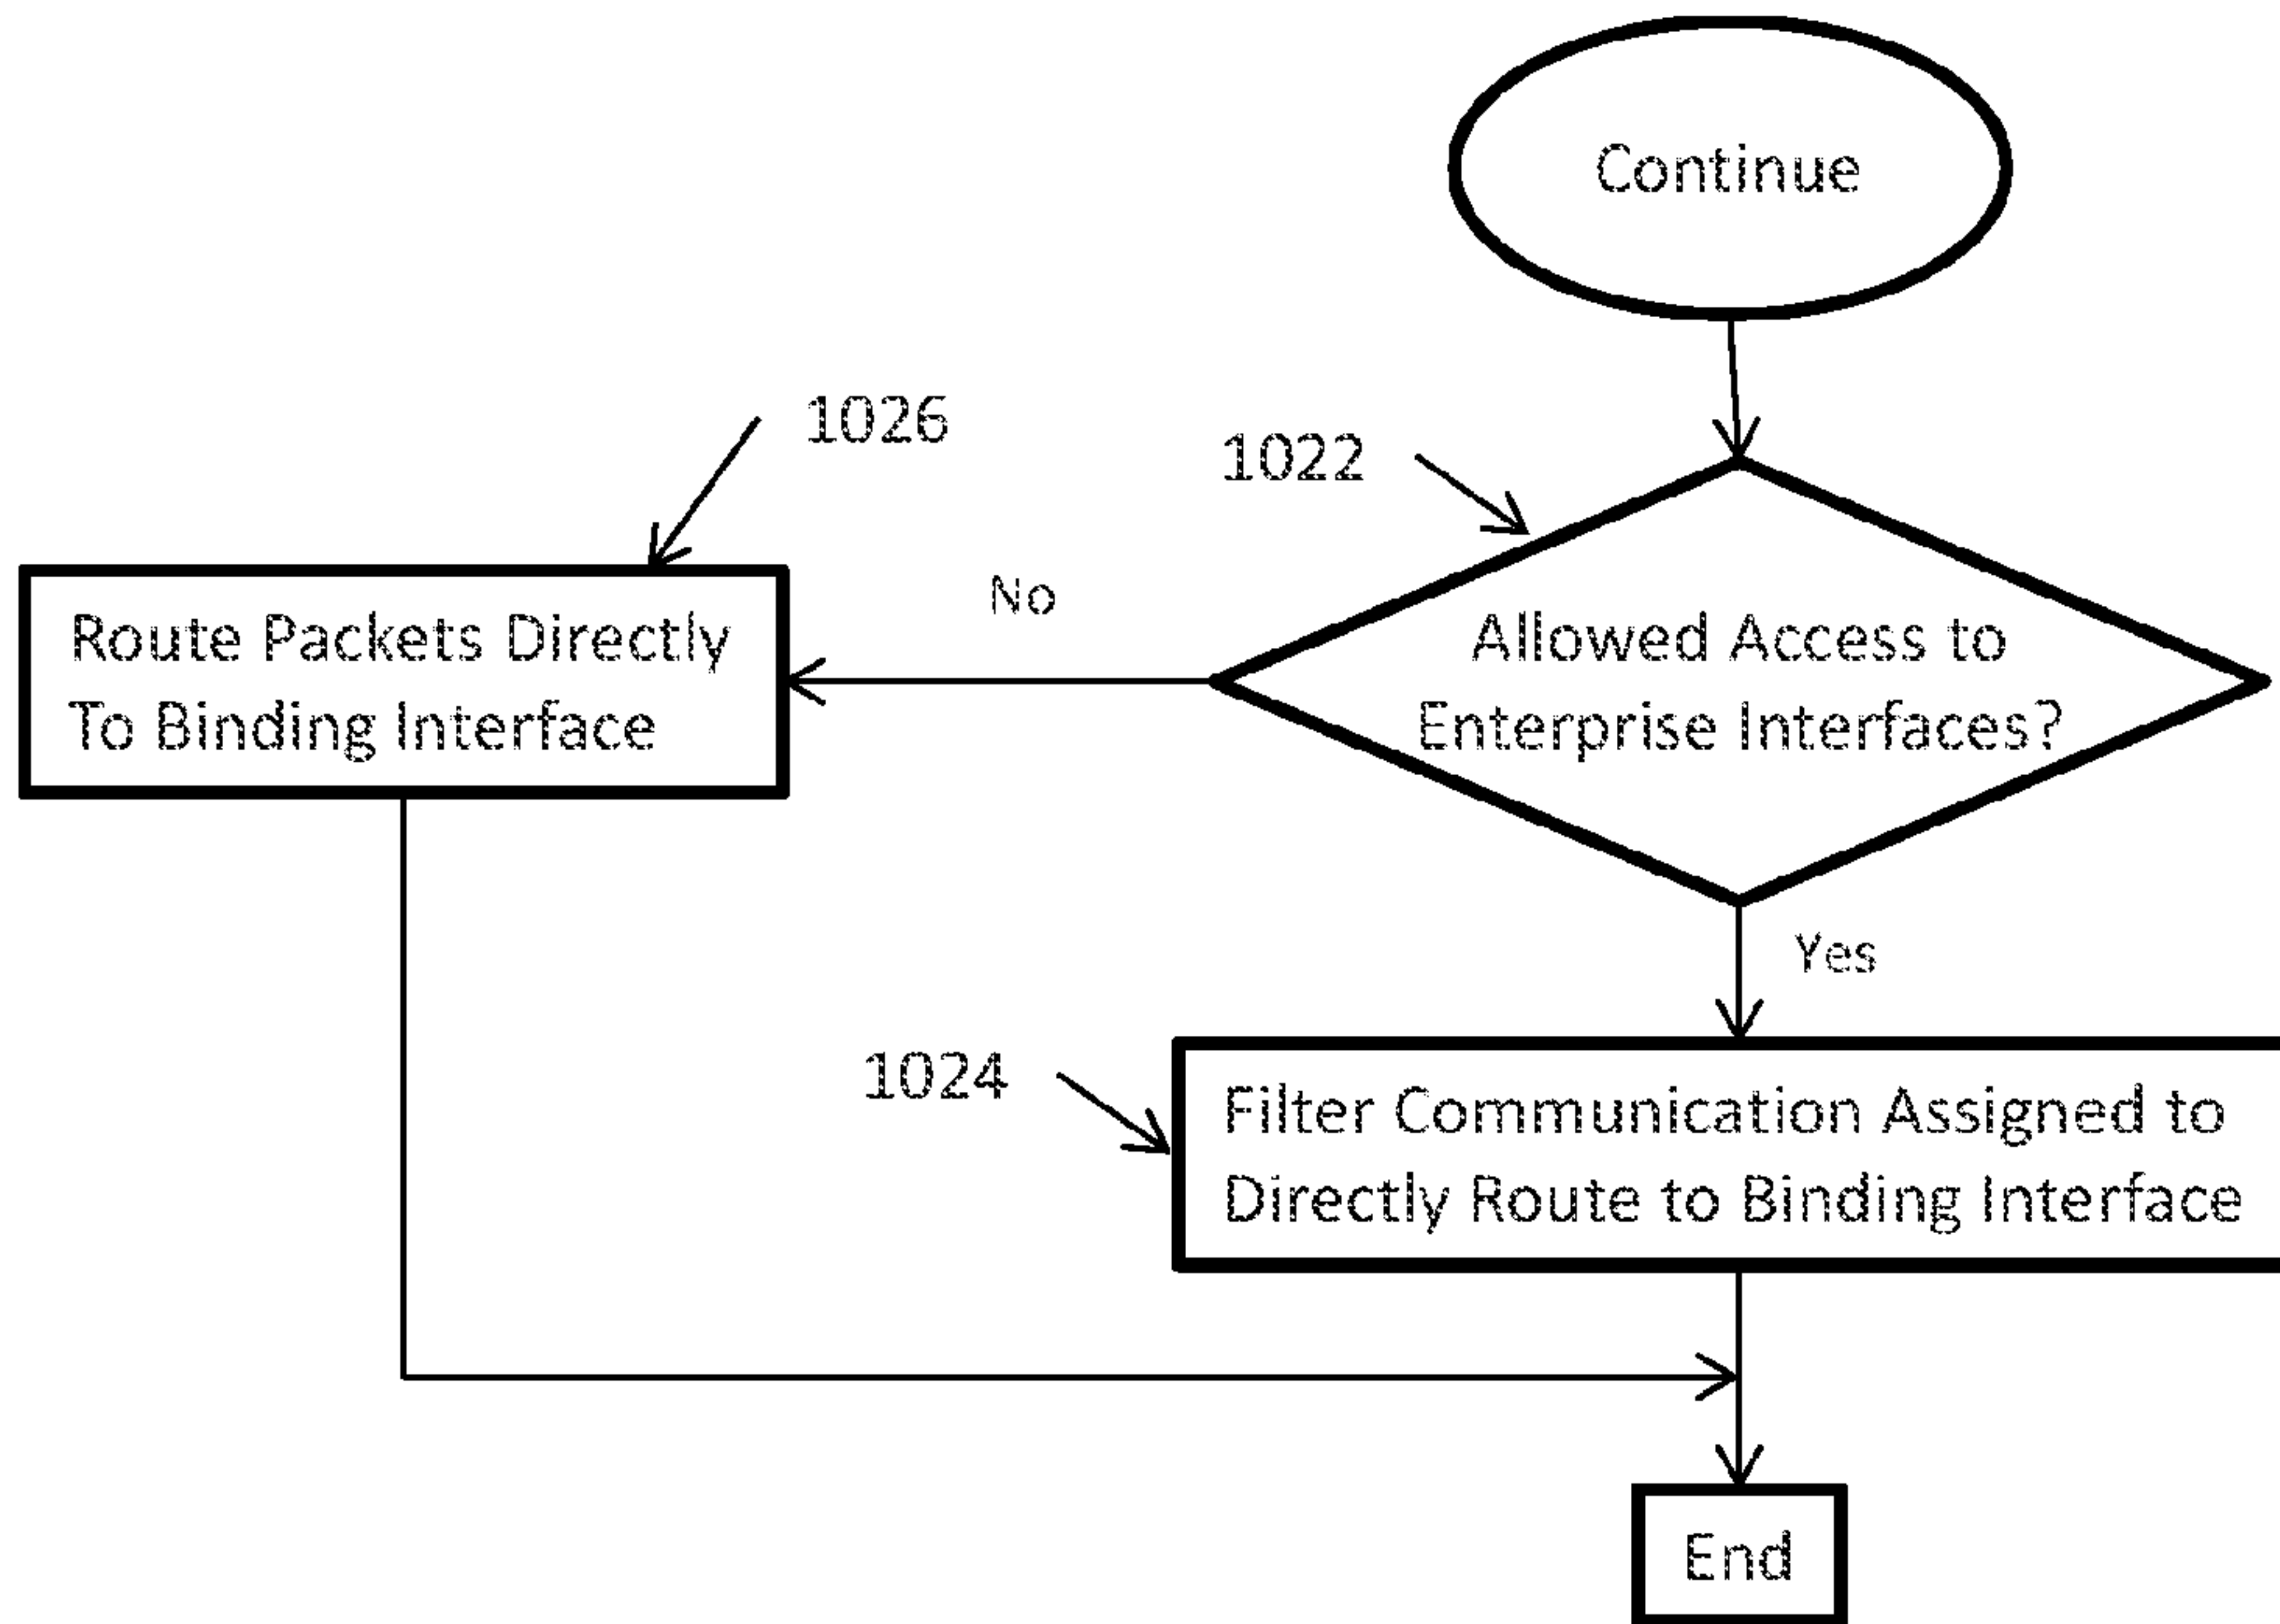 Continue
1026
1022
No
Route Packets Directly
To Binding Interface
Allowed Access to
Enterprise Interfaces?
Yes
1024
Filter Communication Assigned to
Directly Route to Binding Interface
End